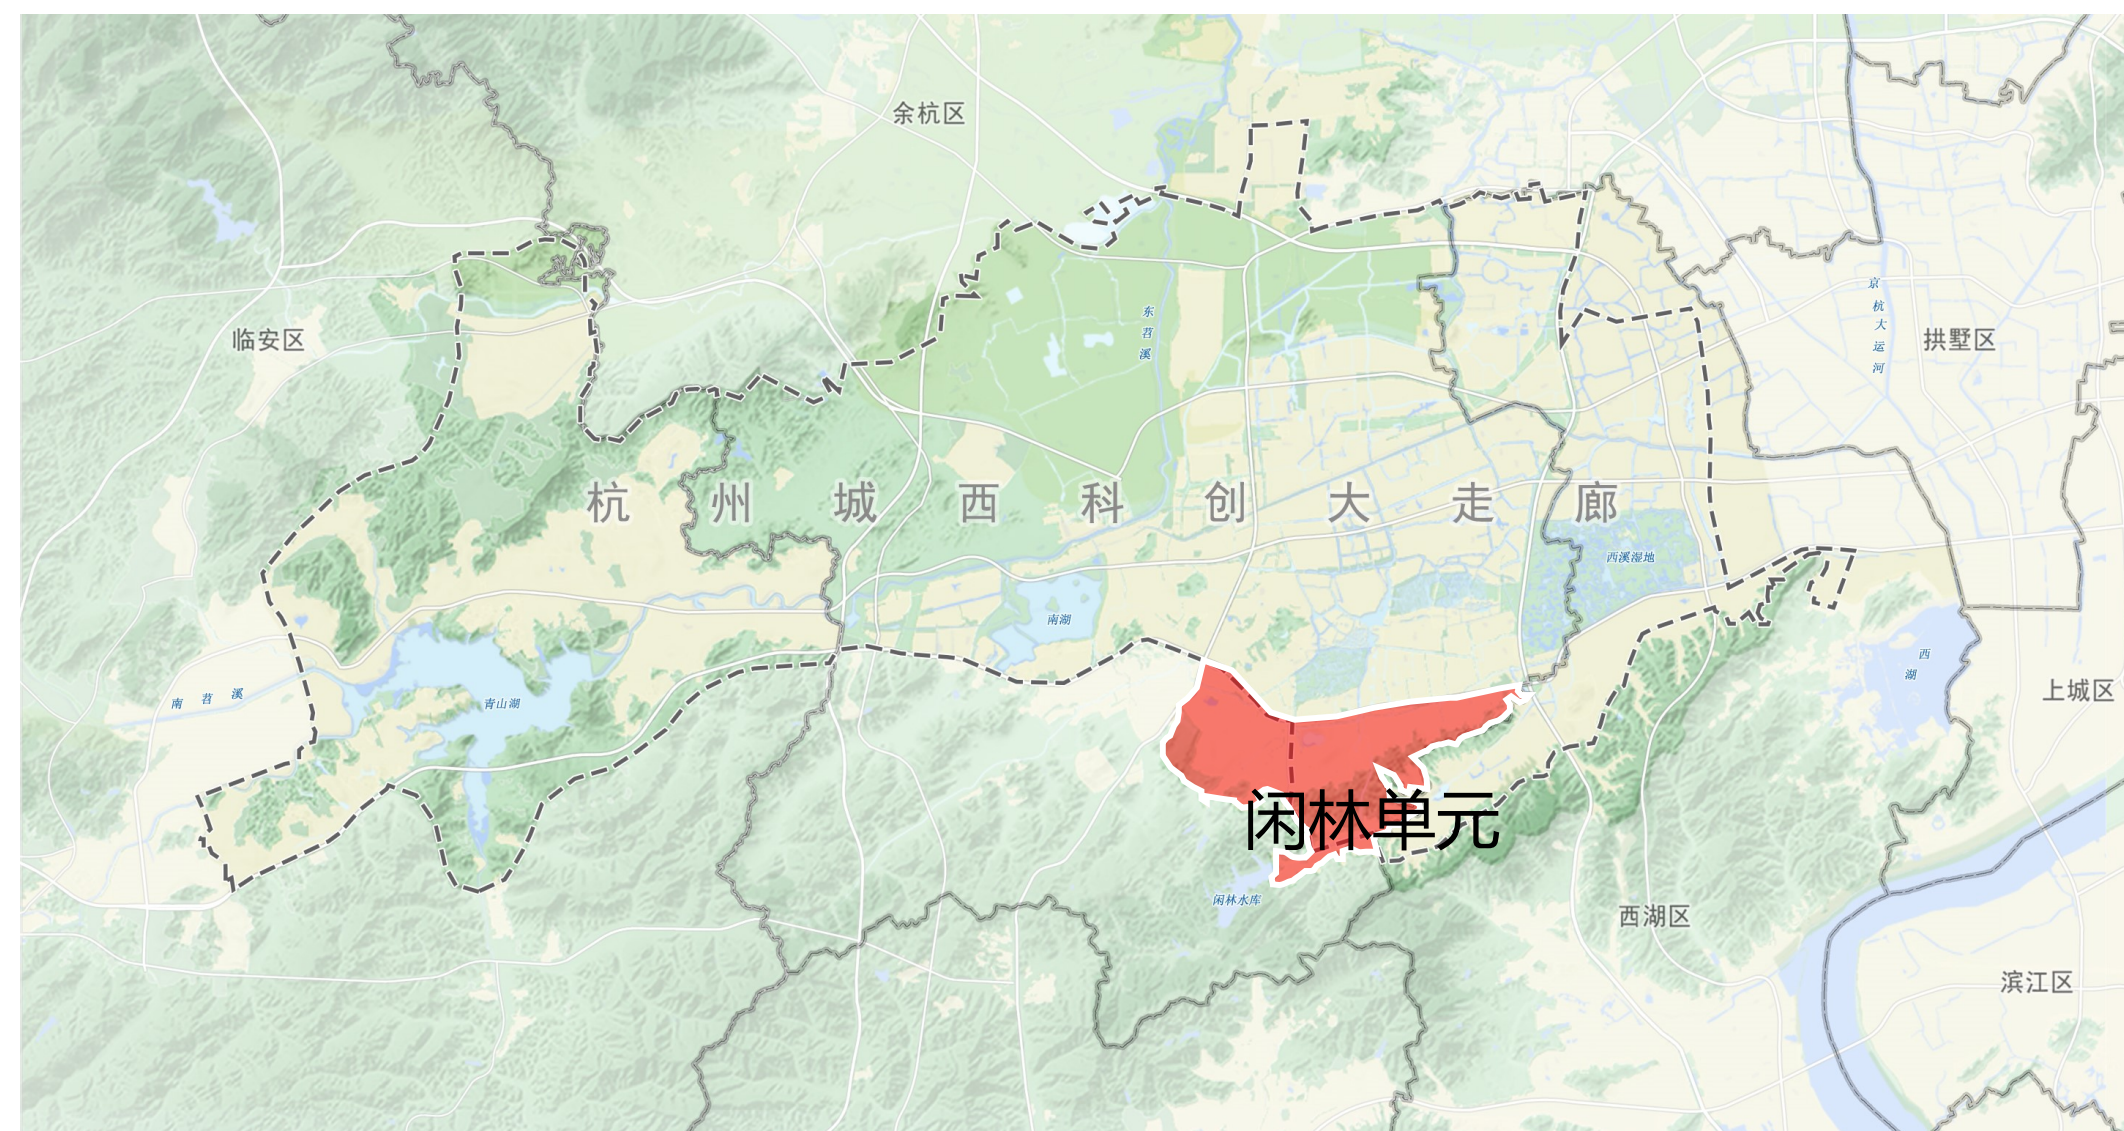 余杭区
临安区
东苕溪
京杭大运河
拱墅区
杭州城西科创大走廊
西溪湿地
南湖
西湖
南苕溪
青山湖
上城区
闲林单元
闲林水库
西湖区
滨江区